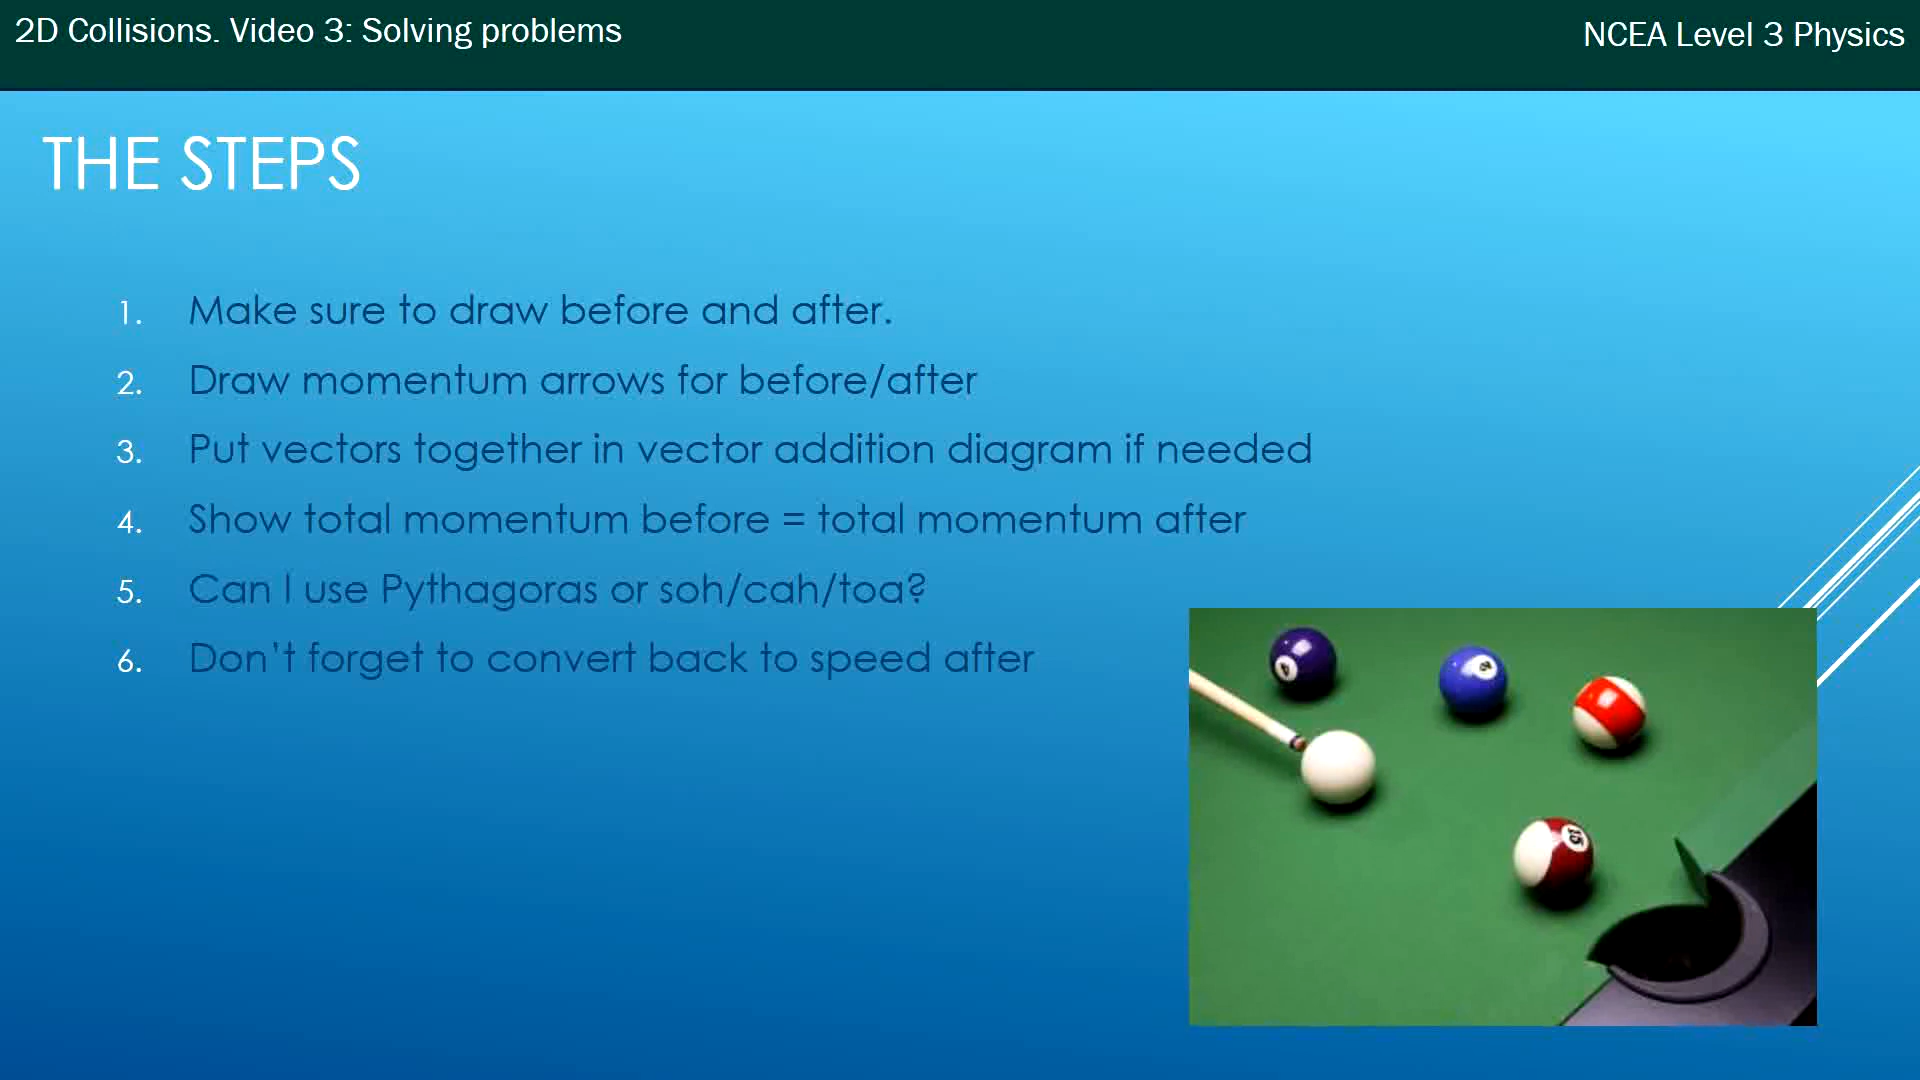 2D Collisions. Video 3: Solving problems
NCEA Level 3 Physics
THE STEPS
1. Make sure to draw before and after.
2. Draw momentum arrows for before/after
3. Put vectors together in vector addition diagram if needed
4. Show total momentum before = total momentum after
5. Can I use Pythagoras or soh/cah/toa?
6. Don't forget to convert back to speed after
4
15